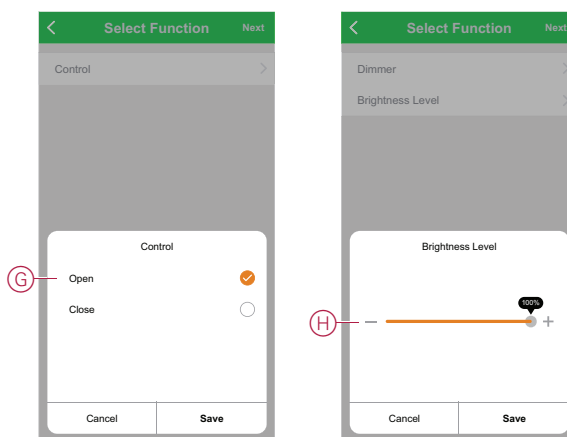 Select Function Next
Control
Control
G Open
Close
Cancel Save
Select Function Next
Dimmer
Brightness Level
Brightness Level
100%
H − +
Cancel Save